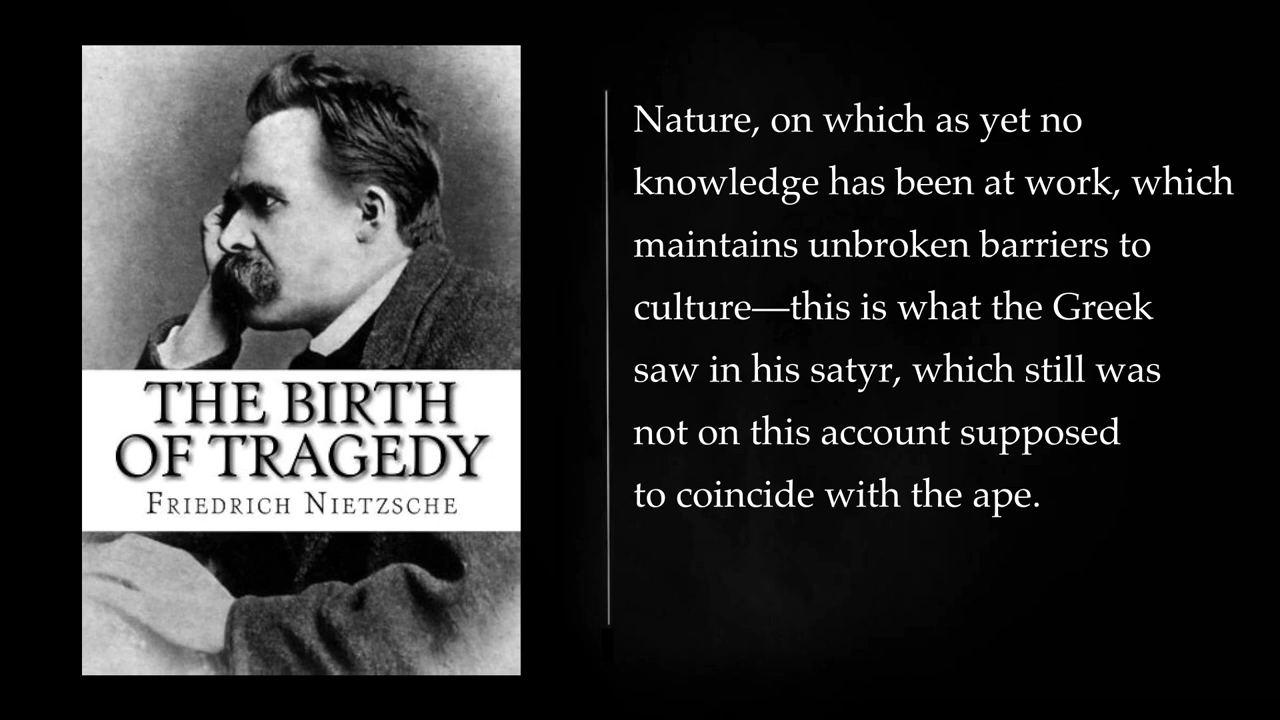 THE BIRTH
OF TRAGEDY
FRIEDRICH NIETZSCHE
Nature, on which as yet no
knowledge has been at work, which
maintains unbroken barriers to
culture—this is what the Greek
saw in his satyr, which still was
not on this account supposed
to coincide with the ape.